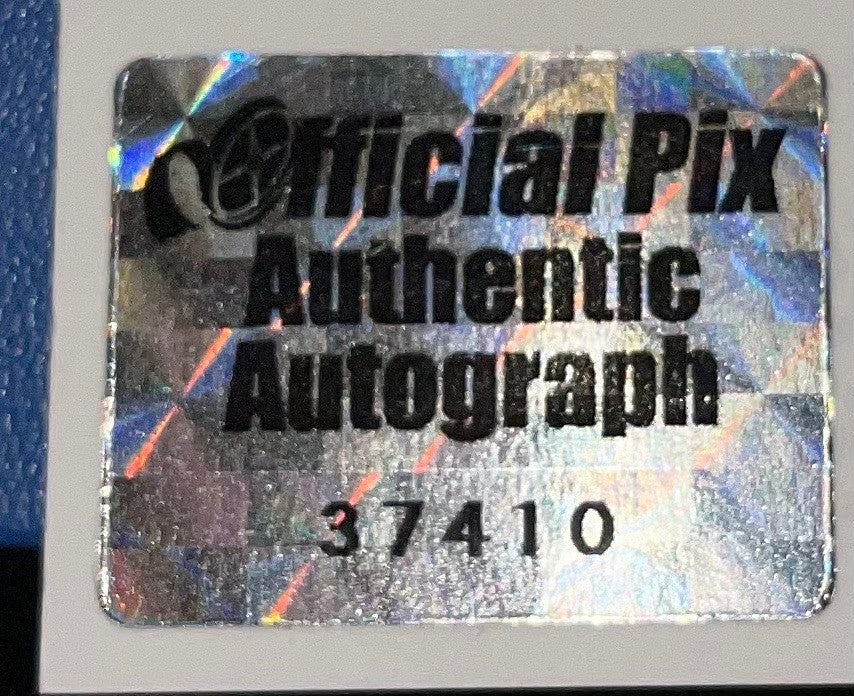 Official Pix
Authentic
Autograph
37410